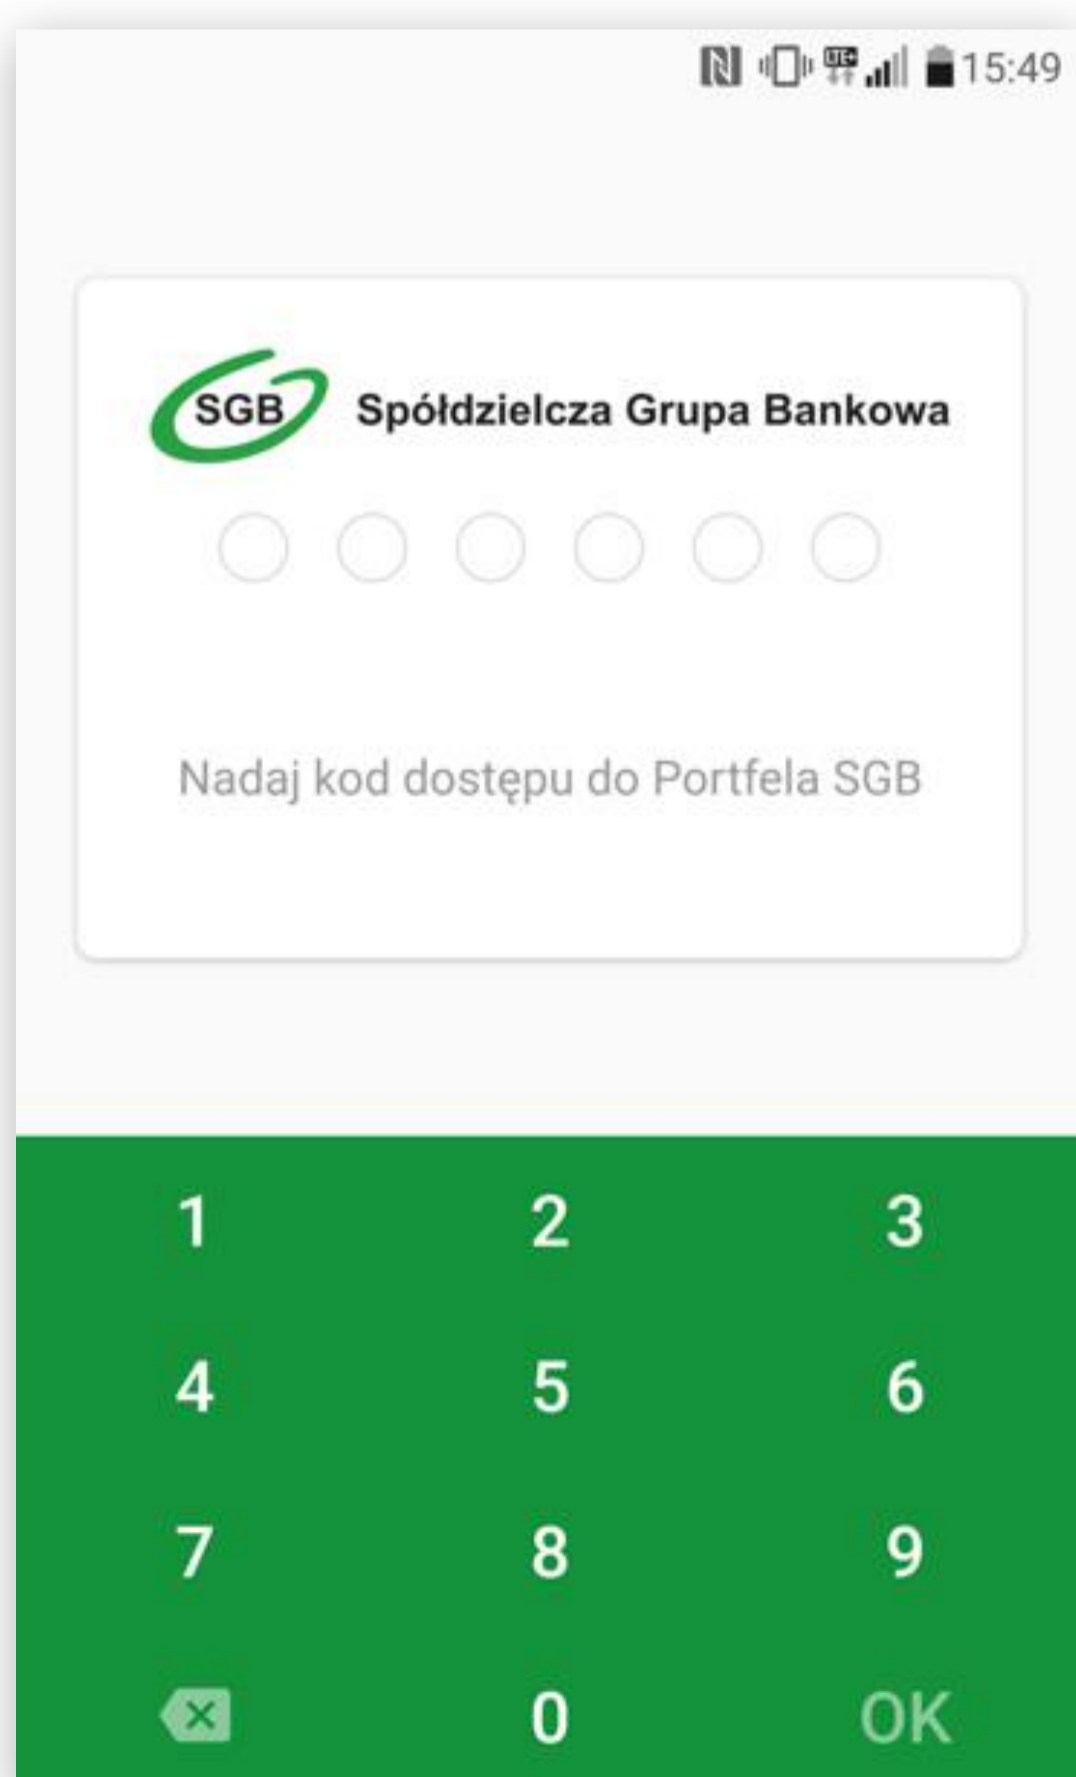 LTE+ 15:49
SGB Spółdzielcza Grupa Bankowa
Nadaj kod dostępu do Portfela SGB
1 2 3
4 5 6
7 8 9
0 OK